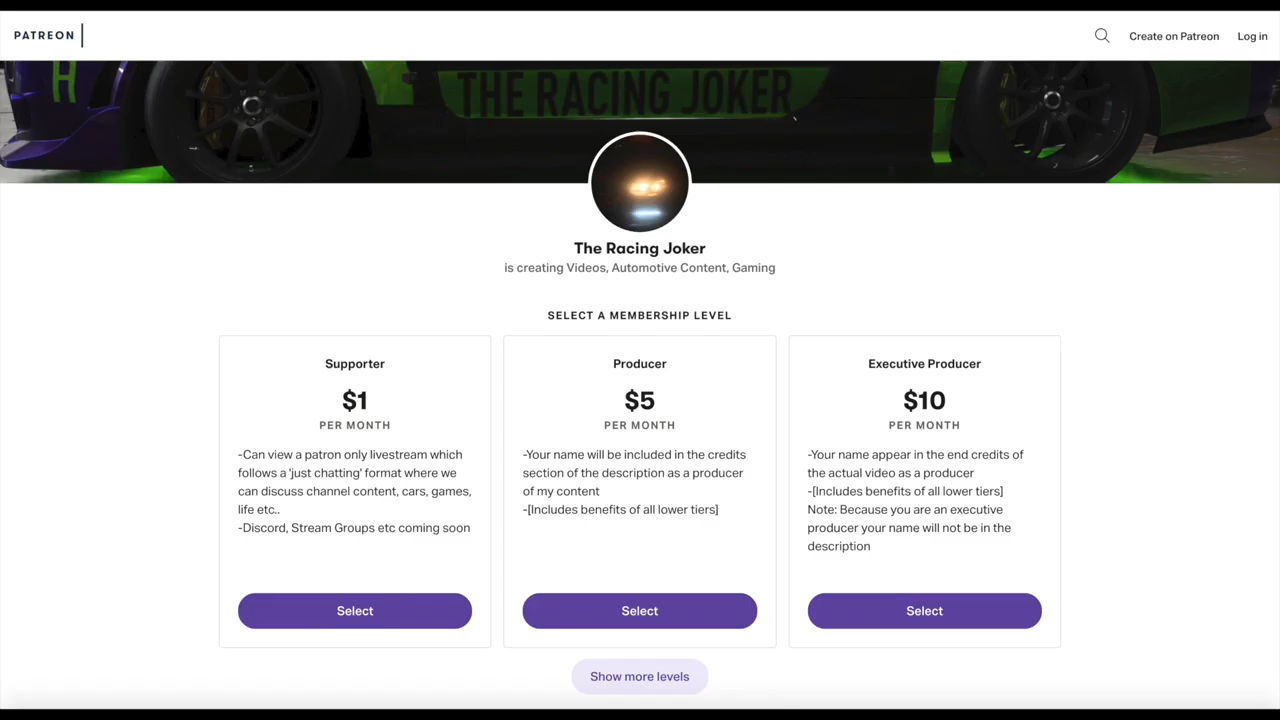 PATREON
Create on Patreon
Log in
H
THE RACING JOKER
The Racing Joker
is creating Videos, Automotive Content, Gaming
SELECT A MEMBERSHIP LEVEL
Supporter
$1
PER MONTH
-Can view a patron only livestream which
follows a 'just chatting' format where we
can discuss channel content, cars, games,
life etc..
-Discord, Stream Groups etc coming soon
Select
Producer
$5
PER MONTH
-Your name will be included in the credits
section of the description as a producer
of my content
-[Includes benefits of all lower tiers]
Select
Executive Producer
$10
PER MONTH
-Your name appear in the end credits of
the actual video as a producer
-[Includes benefits of all lower tiers]
Note: Because you are an executive
producer your name will not be in the
description
Select
Show more levels